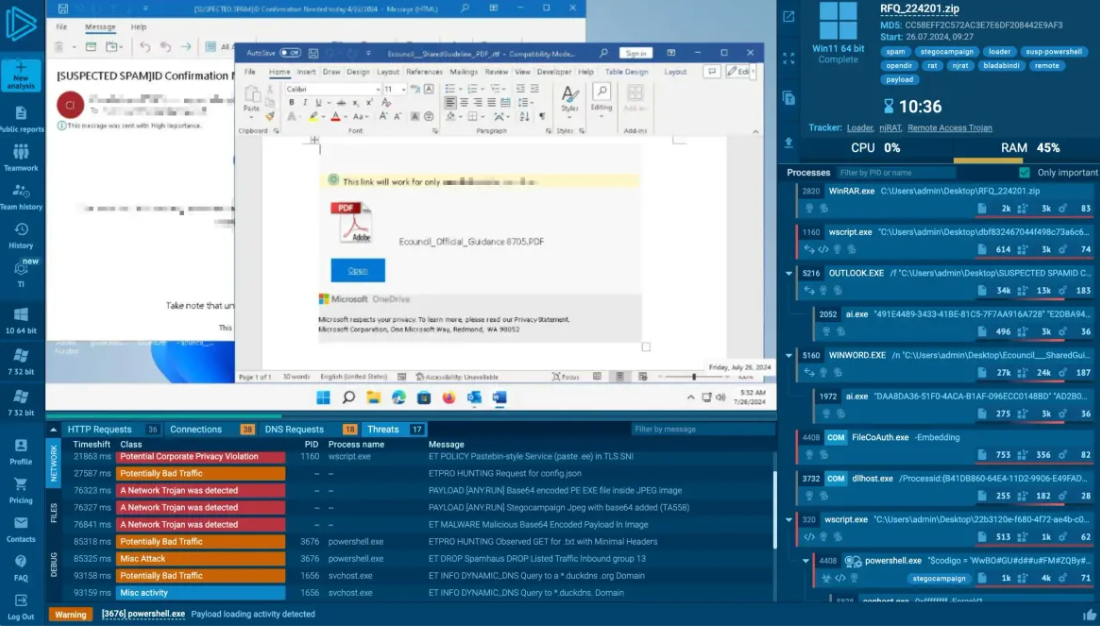 New
analysis
Public reports
Teamwork
Team history
History
new
TI
10 64 bit
7 32 bit
7 32 bit
Profile
Pricing
Contacts
FAQ
Log Out
[SUSPECTED SPAM]ID Confirmation Needed today 4/22/2024 - Message (HTML)
File Message Help
[SUSPECTED SPAM]ID Confirmation
This message was sent with High importance.
Take note that un
This
AutoSave Off
Ecouncil__SharedGuideline_PDF_.rtf - Compatibility Mode...
Sign in
File Home Insert Draw Design Layout References Mailings Review View Developer Help Table Design Layout
Paste
Calibri 11
Styles
Editing
Add-ins
Clipboard Font Paragraph Styles Add-ins
This link will work for only
PDF
Adobe
Ecouncil_Official_Guidance 8705.PDF
Open
Microsoft OneDrive
Microsoft respects your privacy. To learn more, please read our Privacy Statement.
Microsoft Corporation, One Microsoft Way, Redmond, WA 98052
Page 1 of 1 30 words English (United States) Accessibility: Unavailable Focus
Friday, July 26, 2024
5:32 AM
7/26/2024
RFQ_224201.zip
MD5: CC58EFF2C572AC3E7E6DF208442E9AF3
Start: 26.07.2024, 09:27
Win11 64 bit
Complete
spam stegocampaign loader susp-powershell
opendir rat njrat bladabindi remote
payload
10:36
Tracker: Loader, njRAT, Remote Access Trojan
CPU 0% RAM 45%
Processes Filter by PID or name Only important
2820 WinRAR.exe C:\Users\admin\Desktop\RFQ_224201.zip
2k 3k 83
1160 wscript.exe "C:\Users\admin\Desktop\dbf832467044f498c73a6c6...
614 3k 74
5216 OUTLOOK.EXE /f "C:\Users\admin\Desktop\SUSPECTED SPAMID C...
34k 13k 183
2052 ai.exe "491E4489-3433-41BE-81C5-7F7AA916A728" "E2DBA94...
496 3k 36
5160 WINWORD.EXE /n "C:\Users\admin\Desktop\Ecouncil__SharedGui...
27k 24k 187
1972 ai.exe "DAA8DA36-51F0-4ACA-B1AF-096ECC0148BD" "AD2B0...
275 3k 36
4408 COM FileCoAuth.exe -Embedding
753 356 82
3732 COM dllhost.exe /Processid:{B41DB860-64E4-11D2-9906-E49FAD...
255 182 28
320 wscript.exe "C:\Users\admin\Desktop\22b3120e-f680-4f72-ae4b-c0...
513 1k 62
4408 powershell.exe "$codigo = 'WwBO#GU#d##u#FM#ZQBy#...
stegocampaign 1k 4k 71
HTTP Requests 36 Connections 38 DNS Requests 18 Threats 17 Filter by message
NETWORK
FILES
DEBUG
Timeshift Class PID Process name Message
21863 ms Potential Corporate Privacy Violation 1160 wscript.exe ET POLICY Pastebin-style Service (paste .ee) in TLS SNI
27587 ms Potentially Bad Traffic – – ETPRO HUNTING Request for config.json
76323 ms A Network Trojan was detected – – PAYLOAD [ANY.RUN] Base64 encoded PE EXE file inside JPEG image
76327 ms A Network Trojan was detected – – PAYLOAD [ANY.RUN] Stegocampaign Jpeg with base64 added (TA558)
76841 ms A Network Trojan was detected – – ET MALWARE Malicious Base64 Encoded Payload In Image
85318 ms Potentially Bad Traffic 3676 powershell.exe ETPRO HUNTING Observed GET for .txt with Minimal Headers
85325 ms Misc Attack 3676 powershell.exe ET DROP Spamhaus DROP Listed Traffic Inbound group 13
93158 ms Potentially Bad Traffic 1656 svchost.exe ET INFO DYNAMIC_DNS Query to a *.duckdns .org Domain
93159 ms Misc activity 1656 svchost.exe ET INFO DYNAMIC_DNS Query to *.duckdns. Domain
Warning [3676] powershell.exe Payload loading activity detected